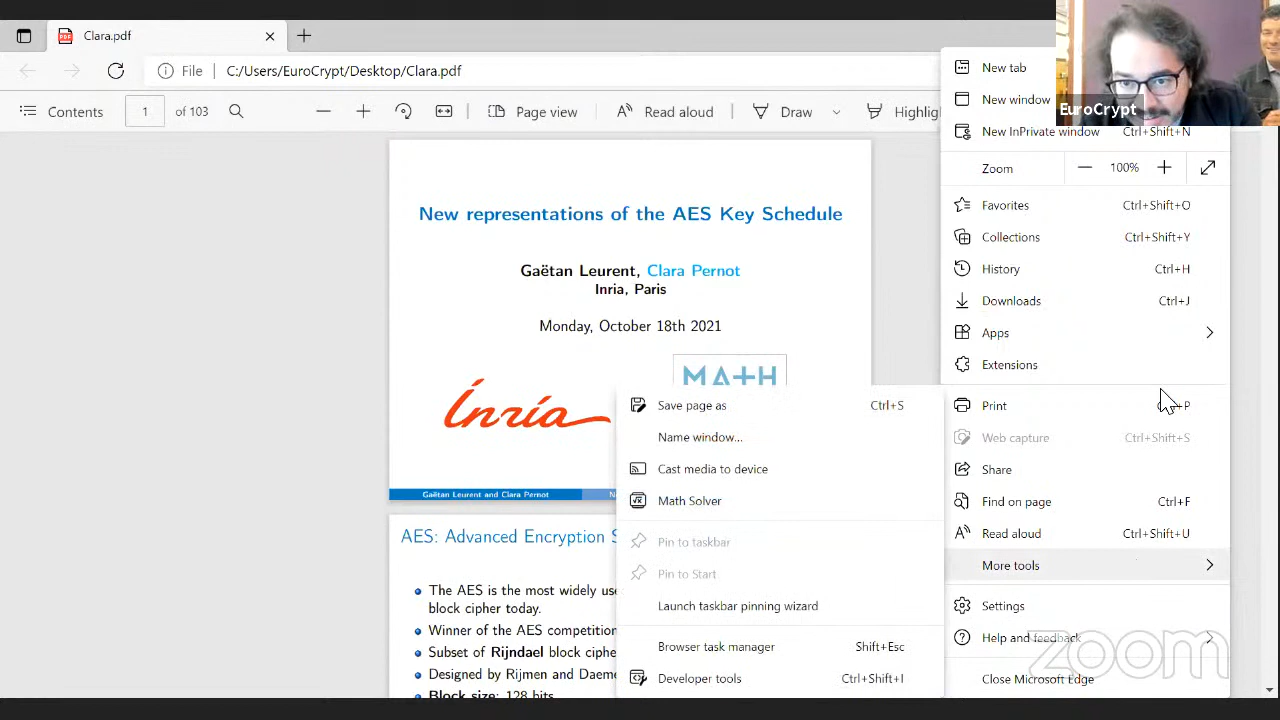 Clara.pdf
File C:/Users/EuroCrypt/Desktop/Clara.pdf
Contents 1 of 103 Page view Read aloud Draw
EuroCrypt
New representations of the AES Key Schedule
Gaëtan Leurent, Clara Pernot
Inria, Paris
Monday, October 18th 2021
Inria
MATH
Gaëtan Leurent and Clara Pernot
AES: Advanced Encryption
The AES is the most widely
block cipher today.
Winner of the AES competition
Subset of Rijndael block
Designed by Rijmen and
Block size: 128 bits
Save page as Ctrl+S
Name window...
Cast media to device
Math Solver
Pin to taskbar
Pin to Start
Launch taskbar pinning wizard
Browser task manager Shift+Esc
Developer tools Ctrl+Shift+I
New tab
New window
New InPrivate window Ctrl+Shift+N
Zoom 100%
Favorites Ctrl+Shift+O
Collections Ctrl+Shift+Y
History Ctrl+H
Downloads Ctrl+J
Apps
Extensions
Print
Web capture Ctrl+Shift+S
Share
Find on page Ctrl+F
Read aloud Ctrl+Shift+U
More tools
Settings
Help and feedback
Close Microsoft Edge
zoom